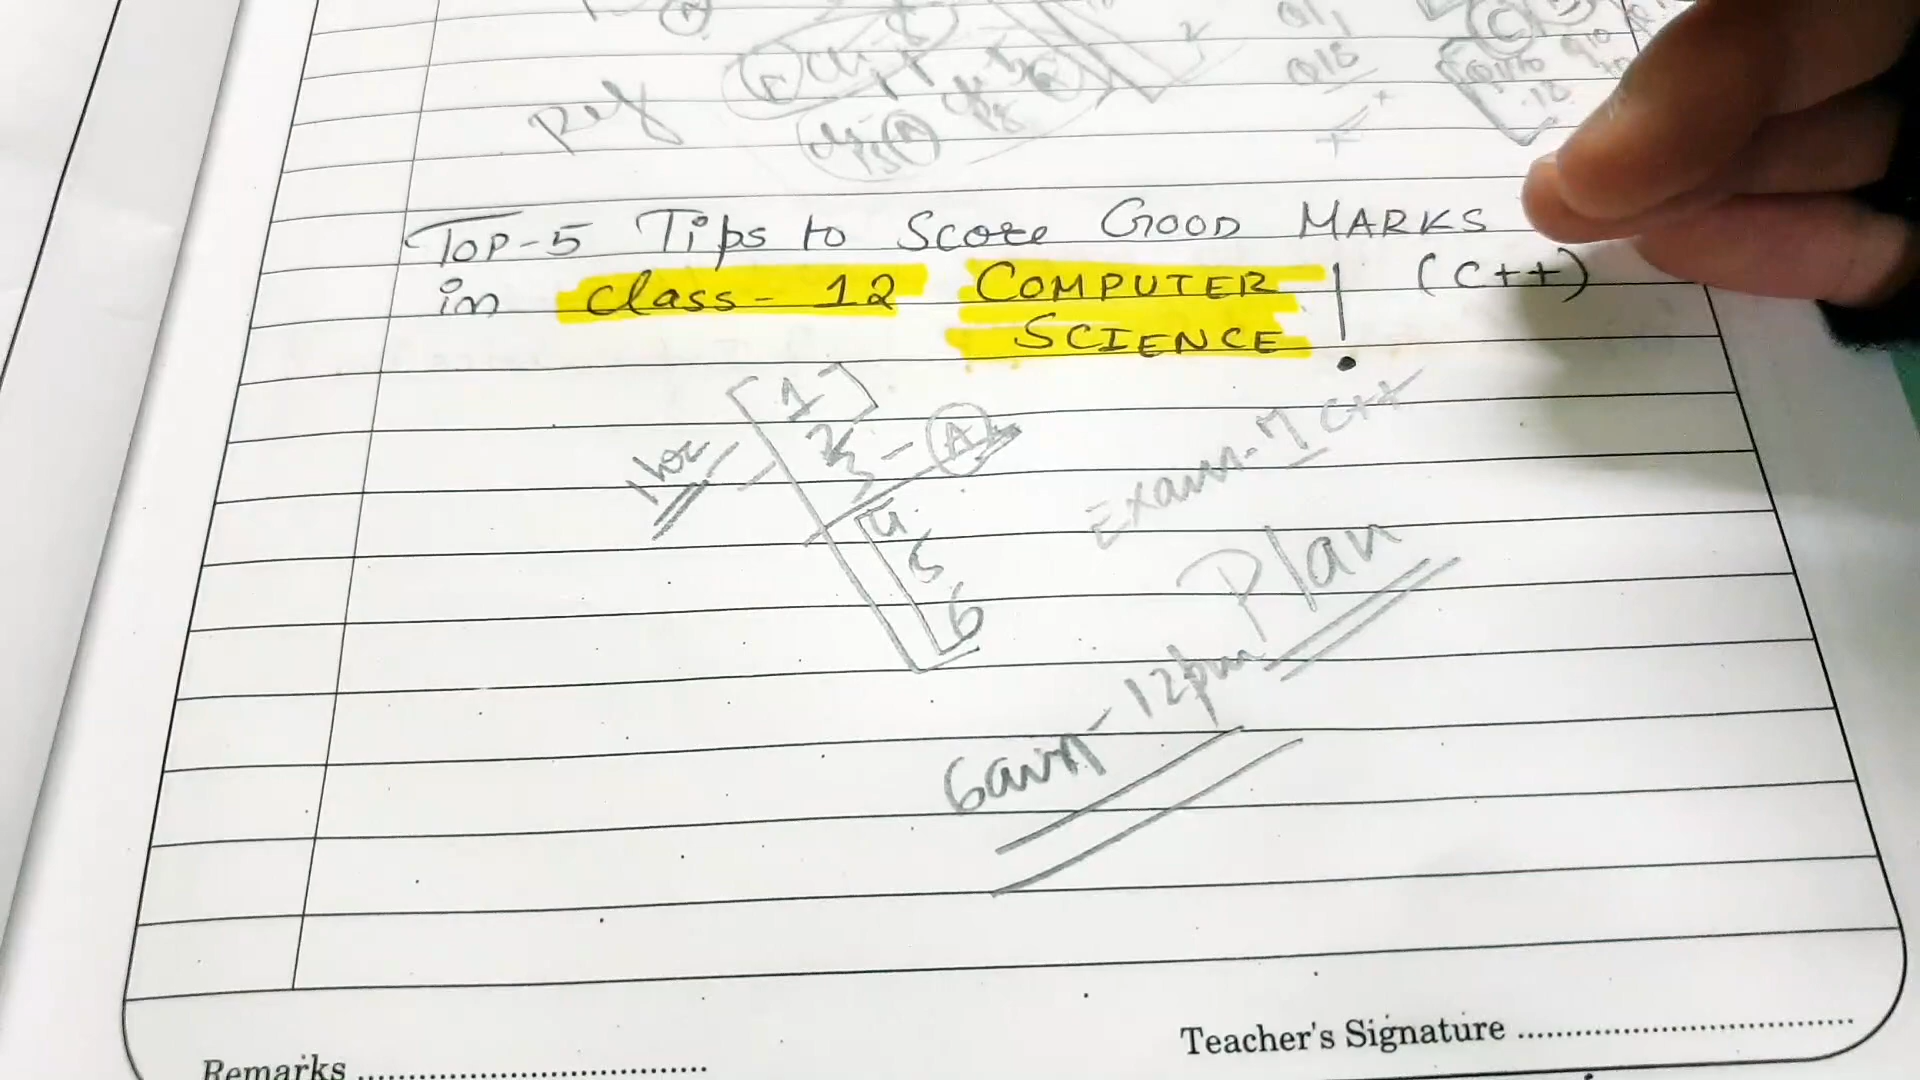 Top-5 Tips to Score GOOD MARKS
in class-12 COMPUTER ! (C++)
SCIENCE
1
2
3 - A
1 hr
4
5
6
Exam-M C++
Plan
6am - 12pm
Remarks ..........................................
Teacher's Signature ..........................................